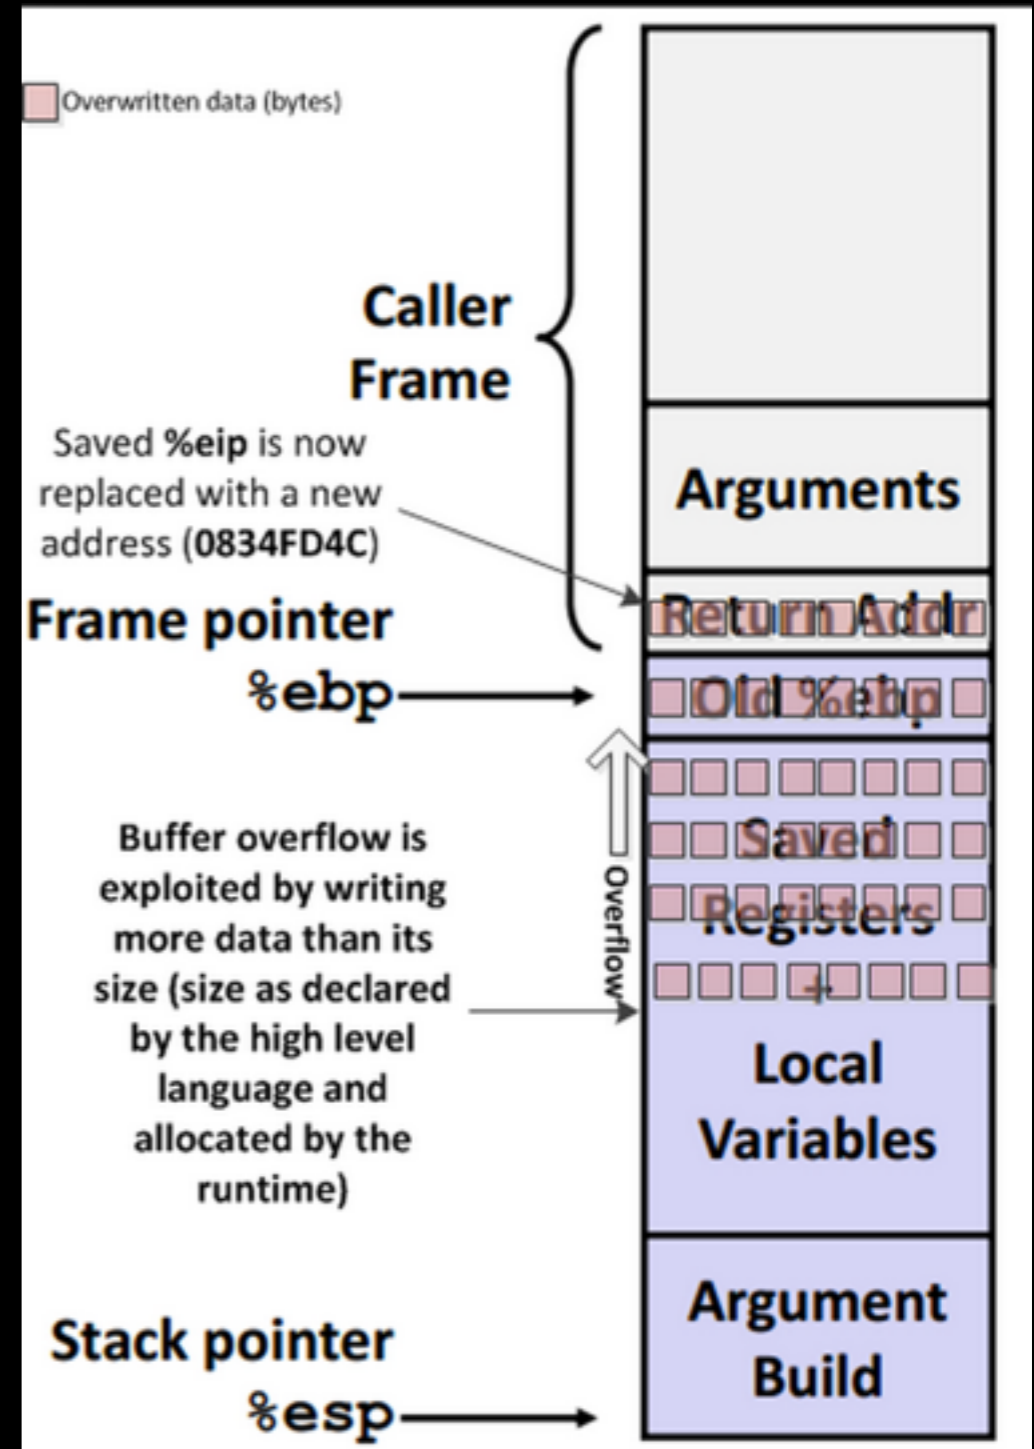 Overwritten data (bytes)
Caller
Frame
Saved %eip is now
replaced with a new
address (0834FD4C)
Arguments
Return Addr
Frame pointer
%ebp
Old %ebp
Overflow
Saved
Registers
+
Local
Variables
Buffer overflow is
exploited by writing
more data than its
size (size as declared
by the high level
language and
allocated by the
runtime)
Argument
Build
Stack pointer
%esp